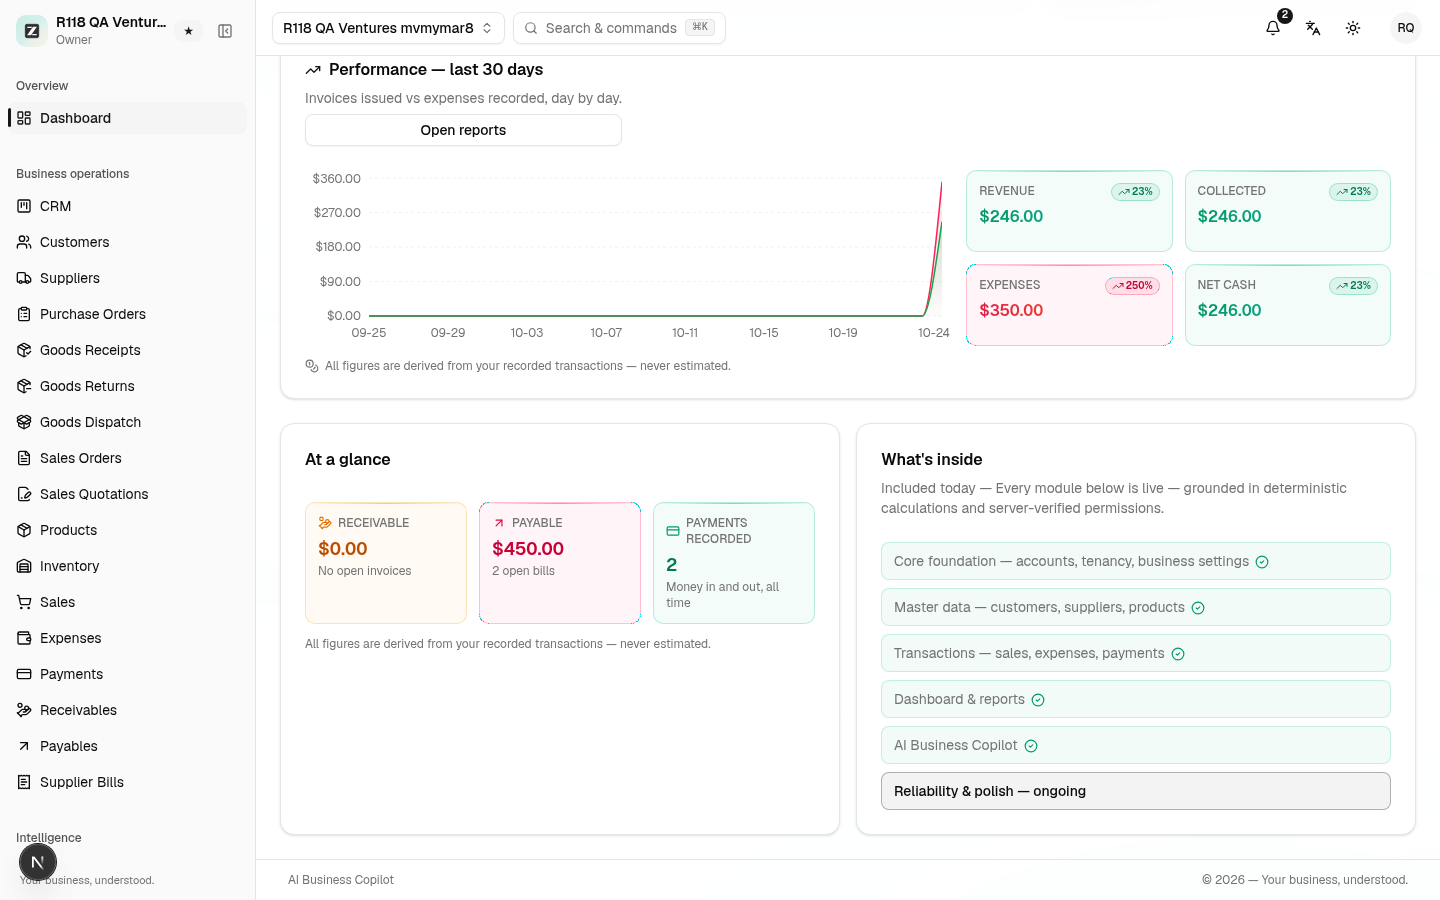 R118 QA Ventur...
Owner
★
Overview
Dashboard
Business operations
CRM
Customers
Suppliers
Purchase Orders
Goods Receipts
Goods Returns
Goods Dispatch
Sales Orders
Sales Quotations
Products
Inventory
Sales
Expenses
Payments
Receivables
Payables
Supplier Bills
Intelligence
N
Your business, understood.
R118 QA Ventures mvmymar8
Search & commands ⌘K
2
RQ
Performance — last 30 days
Invoices issued vs expenses recorded, day by day.
Open reports
$360.00
$270.00
$180.00
$90.00
$0.00
09-25 09-29 10-03 10-07 10-11 10-15 10-19 10-24
REVENUE 23%
$246.00
COLLECTED 23%
$246.00
EXPENSES 250%
$350.00
NET CASH 23%
$246.00
All figures are derived from your recorded transactions — never estimated.
At a glance
RECEIVABLE
$0.00
No open invoices
PAYABLE
$450.00
2 open bills
PAYMENTS
RECORDED
2
Money in and out, all
time
All figures are derived from your recorded transactions — never estimated.
What's inside
Included today — Every module below is live — grounded in deterministic
calculations and server-verified permissions.
Core foundation — accounts, tenancy, business settings
Master data — customers, suppliers, products
Transactions — sales, expenses, payments
Dashboard & reports
AI Business Copilot
Reliability & polish — ongoing
AI Business Copilot
© 2026 — Your business, understood.